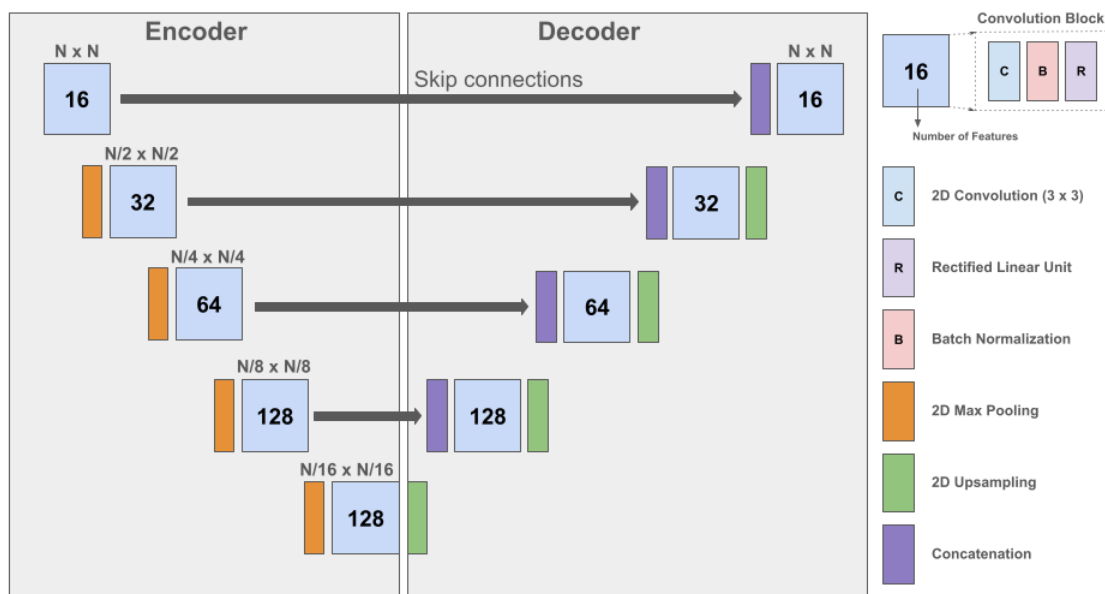 Encoder
Decoder
Convolution Block
N x N
N x N
16
Skip connections
16
16
C
B
R
Number of Features
N/2 x N/2
32
32
C
2D Convolution (3 x 3)
N/4 x N/4
64
64
R
Rectified Linear Unit
B
Batch Normalization
N/8 x N/8
128
128
2D Max Pooling
N/16 x N/16
128
2D Upsampling
Concatenation